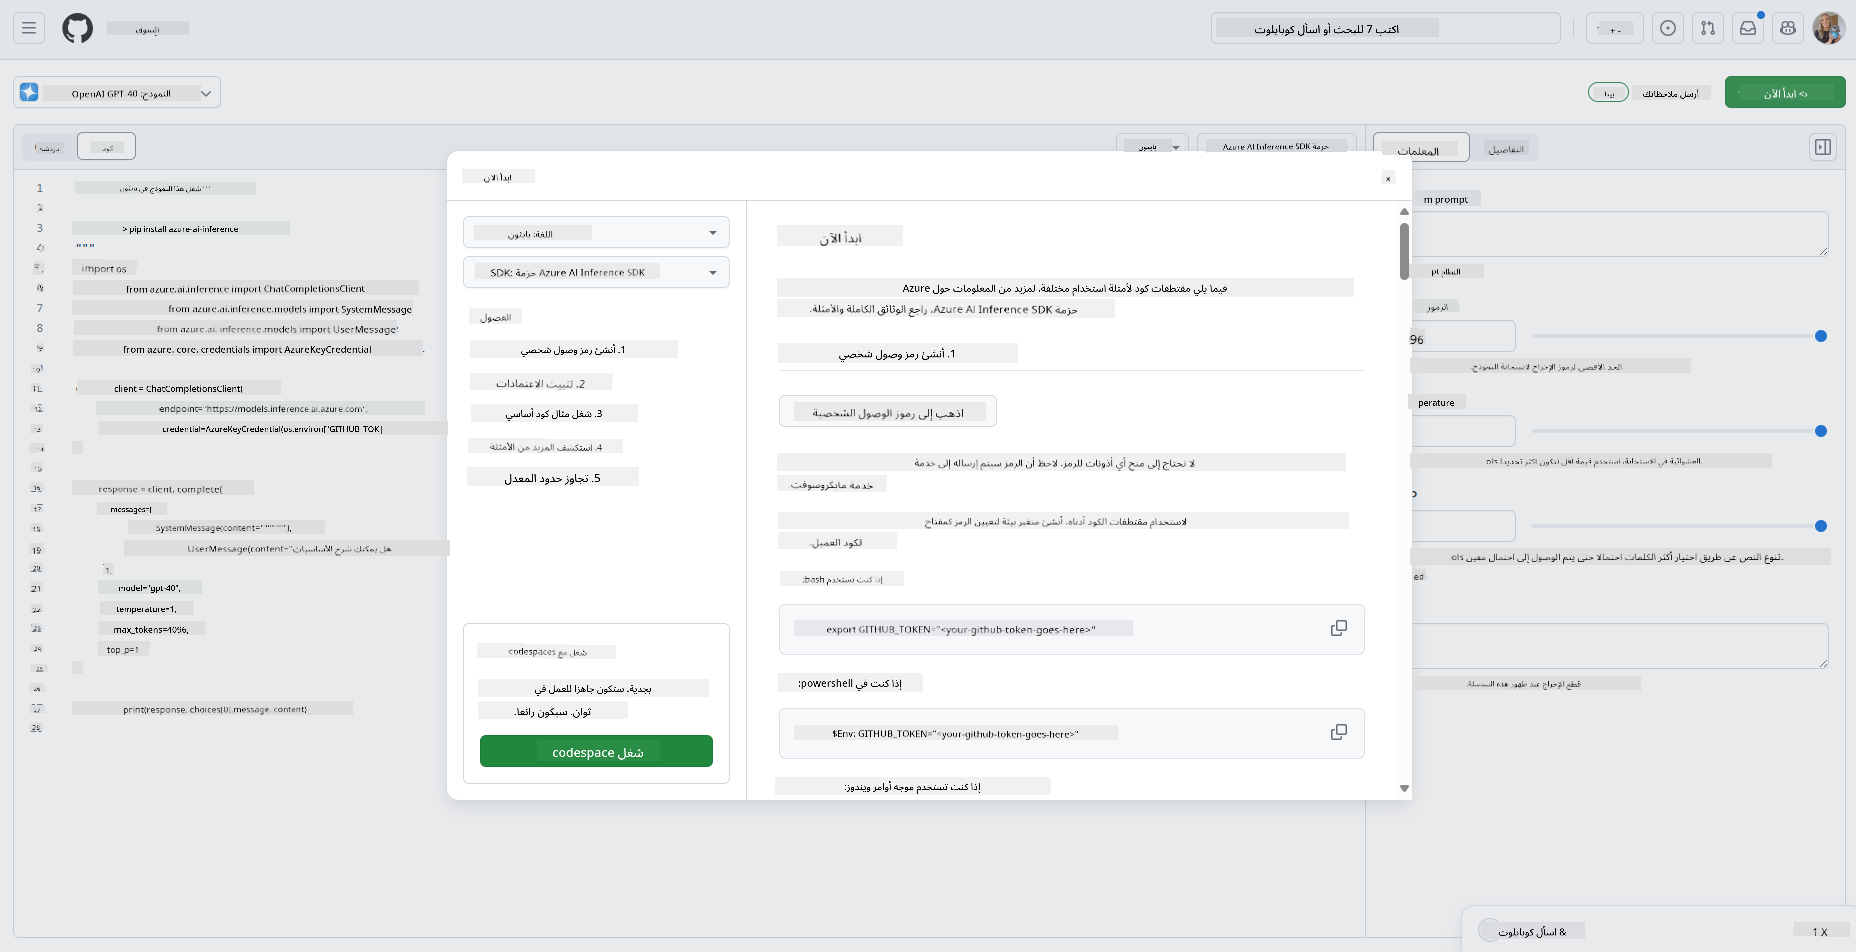 اكتب 7 للبحث أو اسأل كوبايلوت
+ -
النموذج: OpenAI GPT-4o
بيتا
أرسل ملاحظاتك
ابدأ الآن <>
دردشة
كود
بايثون
حزمة Azure AI Inference SDK
المعلمات
التفاصيل
1
شغل هذا النموذج في بايثون """
2
3
> pip install azure-ai-inference
""""
import os
from azure.ai.inference import ChatCompletionsClient
7
from azure.ai.inference.models import SystemMessage
8
from azure.ai. inference.models import UserMessage
from azure. core. credentials import AzureKeyCredential
client = ChatCompletionsClient(
endpoint="https://models.inference.ai.azure.com",
credential=AzureKeyCredential(os.environ["GITHUB_TOK
response = client. complete(
17
messages=[
SystemMessage(content=""""""),
19
UserMessage(content="هل يمكنك شرح الأساسيات
],
21
model="gpt-4o",
temperature=1,
max_tokens=4096,
24
top_p=1
print(response. choices[0].message. content)
ابدأ الآن
x
اللغة: بايثون
SDK: حزمة Azure AI Inference SDK
الفصول
1. أنشئ رمز وصول شخصي
2. تثبيت الاعتمادات
3. شغل مثال كود أساسي
4. استكشف المزيد من الأمثلة
5. تجاوز حدود المعدل
شغل مع codespaces
بجدية، ستكون جاهزا للعمل في
ثوان. سيكون رائعا.
شغل codespace
ابدأ الآن
فيما يلي مقتطفات كود لأمثلة استخدام مختلفة. لمزيد من المعلومات حول Azure
حزمة Azure AI Inference SDK، راجع الوثائق الكاملة والأمثلة.
1. أنشئ رمز وصول شخصي
اذهب إلى رموز الوصول الشخصية
لا تحتاج إلى منح أي أذونات للرمز. لاحظ أن الرمز سيتم إرساله إلى خدمة
خدمة مايكروسوفت.
لاستخدام مقتطفات الكود أدناه، أنشئ متغير بيئة لتعيين الرمز كمفتاح
لكود العميل.
إذا كنت تستخدم bash:
export GITHUB_TOKEN="<your-github-token-goes-here>"
إذا كنت في powershell:
$Env: GITHUB_TOKEN="<your-github-token-goes-here>"
إذا كنت تستخدم موجه أوامر ويندوز:
m prompt
النظام pt
الرموز
96
الحد الأقصى لرموز الإخراج لاستجابة النموذج.
perature
العشوائية في الاستجابة. استخدم قيمة أقل لتكون أكثر تحديدا ols.
تنوع النص عن طريق اختيار أكثر الكلمات احتمالا حتى يتم الوصول إلى احتمال معين ols.
ed
قطع الإخراج عند ظهور هذه السلسلة.
& اسأل كوبايلوت
1 X